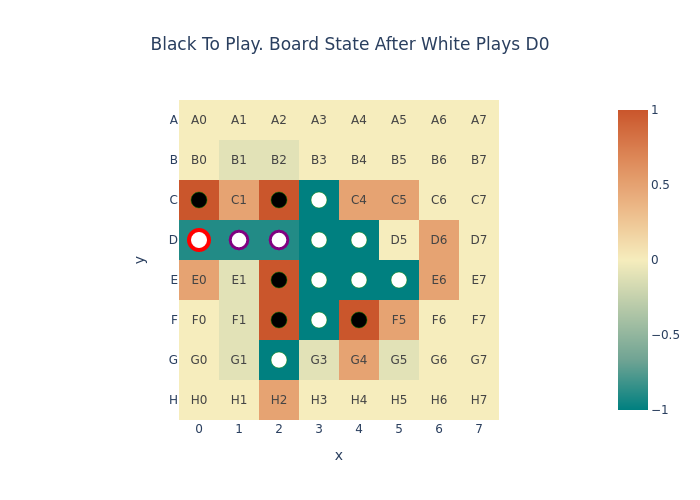 Black To Play. Board State After White Plays D0
A A0 A1 A2 A3 A4 A5 A6 A7
B B0 B1 B2 B3 B4 B5 B6 B7
C C1 C4 C5 C6 C7
D D5 D6 D7
E E0 E1 E6 E7
F F0 F1 F5 F6 F7
G G0 G1 G3 G4 G5 G6 G7
H H0 H1 H2 H3 H4 H5 H6 H7
0 1 2 3 4 5 6 7
x
y
1
0.5
0
−0.5
−1